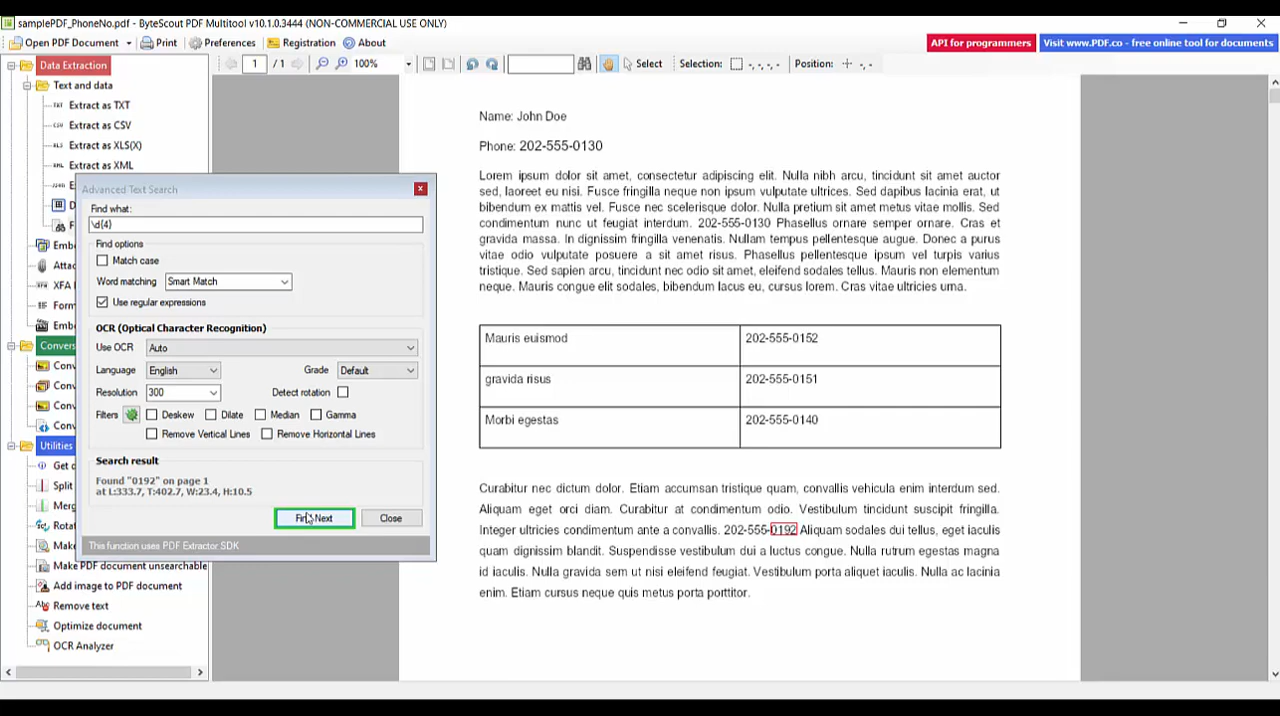 samplePDF_PhoneNo.pdf - ByteScout PDF Multitool v10.1.0.3444 (NON-COMMERCIAL USE ONLY)
Open PDF Document Print Preferences Registration About
API for programmers Visit www.PDF.co - free online tool for documents
Data Extraction
Text and data
Extract as TXT
Extract as CSV
Extract as XLS(X)
Extract as XML
1 / 1 100% Select Selection: Position:
Advanced Text Search
Find what:
\d{4}
Find options
Match case
Word matching Smart Match
Use regular expressions
OCR (Optical Character Recognition)
Use OCR Auto
Language English Grade Default
Resolution 300 Detect rotation
Filters Deskew Dilate Median Gamma
Remove Vertical Lines Remove Horizontal Lines
Search result
Found "0192" on page 1
at L:333.7, T:402.7, W:23.4, H:10.5
Find Next Close
This function uses PDF Extractor SDK
Emb
Attac
XFA
Form
Emb
Convers
Conv
Conv
Conv
Conv
Utilities
Get d
Split
Merg
Rota
Make
Make PDF document unsearchable
Add image to PDF document
Remove text
Optimize document
OCR Analyzer
Name: John Doe
Phone: 202-555-0130
Lorem ipsum dolor sit amet, consectetur adipiscing elit. Nulla nibh arcu, tincidunt sit amet auctor
sed, laoreet eu nisi. Fusce fringilla neque non ipsum vulputate ultrices. Sed dapibus lacinia erat, ut
bibendum ex mattis vel. Fusce nec scelerisque dolor. Nulla pretium sit amet metus vitae mollis. Sed
condimentum nunc ut feugiat interdum. 202-555-0130 Phasellus ornare semper ornare. Cras et
gravida massa. In dignissim fringilla venenatis. Nullam tempus pellentesque augue. Donec a purus
vitae odio vulputate posuere a sit amet risus. Phasellus pellentesque ipsum vel turpis varius
tristique. Sed sapien arcu, tincidunt nec odio sit amet, eleifend sodales tellus. Mauris non elementum
neque. Mauris congue elit sodales, bibendum lacus eu, cursus lorem. Cras vitae ultricies urna.
Mauris euismod 202-555-0152
gravida risus 202-555-0151
Morbi egestas 202-555-0140
Curabitur nec dictum dolor. Etiam accumsan tristique quam, convallis vehicula enim interdum sed.
Aliquam eget orci diam. Curabitur at condimentum odio. Vestibulum tincidunt suscipit fringilla.
Integer ultricies condimentum ante a convallis. 202-555-0192 Aliquam sodales dui tellus, eget iaculis
quam dignissim blandit. Suspendisse vestibulum dui a luctus congue. Nulla rutrum egestas magna
id iaculis. Nulla gravida sem ut nisi eleifend feugiat. Vestibulum porta aliquet iaculis. Nulla ac lacinia
enim. Etiam cursus neque quis metus porta porttitor.